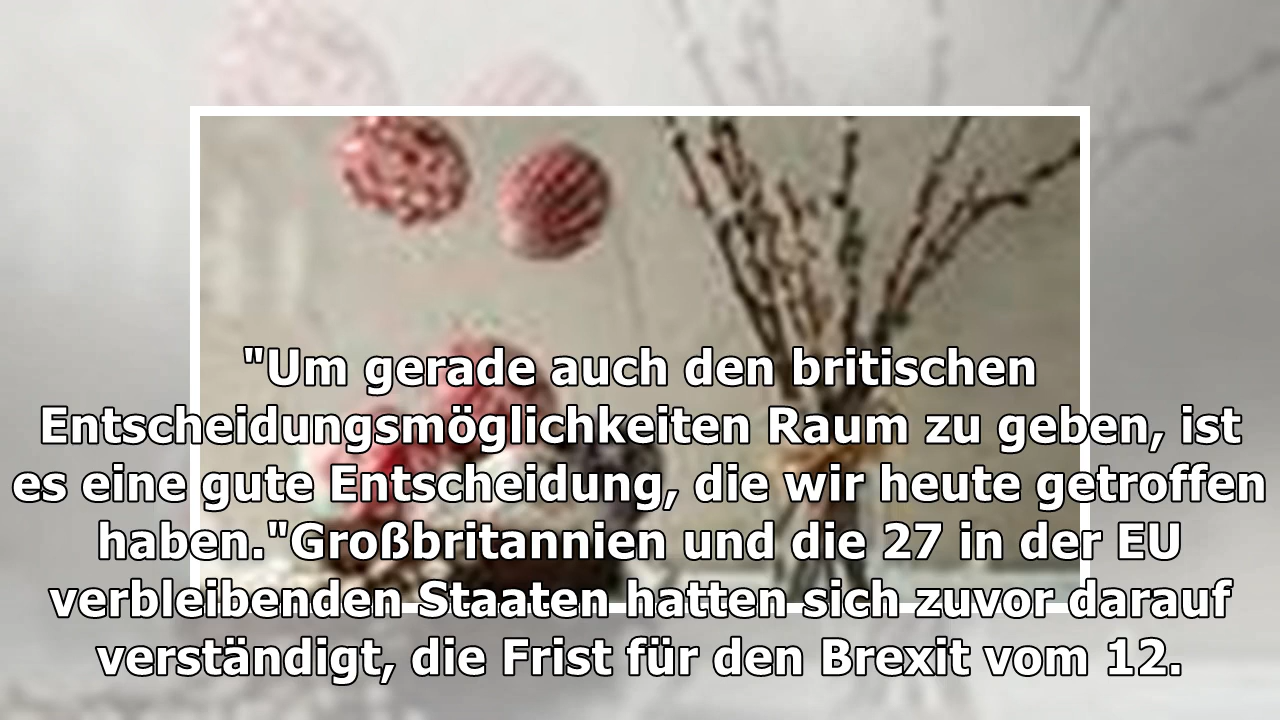 "Um gerade auch den britischen
Entscheidungsmöglichkeiten Raum zu geben, ist
es eine gute Entscheidung, die wir heute getroffen
haben."Großbritannien und die 27 in der EU
verbleibenden Staaten hatten sich zuvor darauf
verständigt, die Frist für den Brexit vom 12.